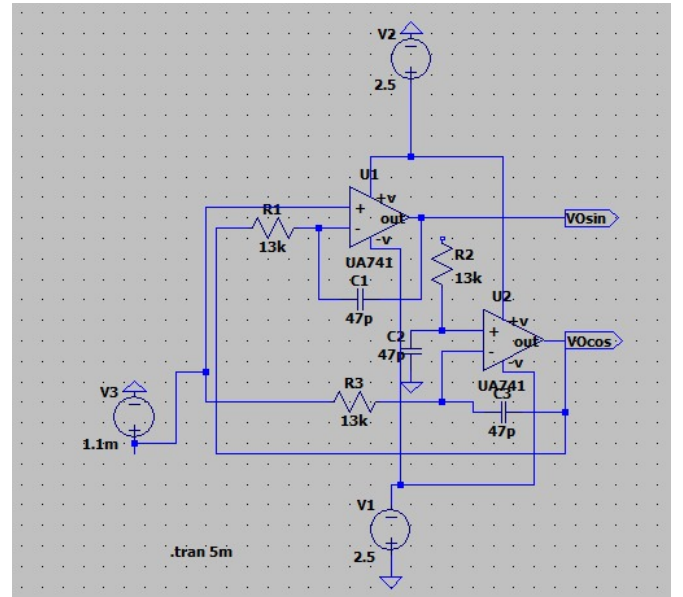 V2
2.5
U1
+v
R1
+
out
VOsin
-
13k
-v
R2
UA741
C1
13k
47p
U2
+v
C2
+
out
VOcos
47p
-
-v
V3
R3
UA741
C3
1.1m
13k
47p
V1
.tran 5m
2.5